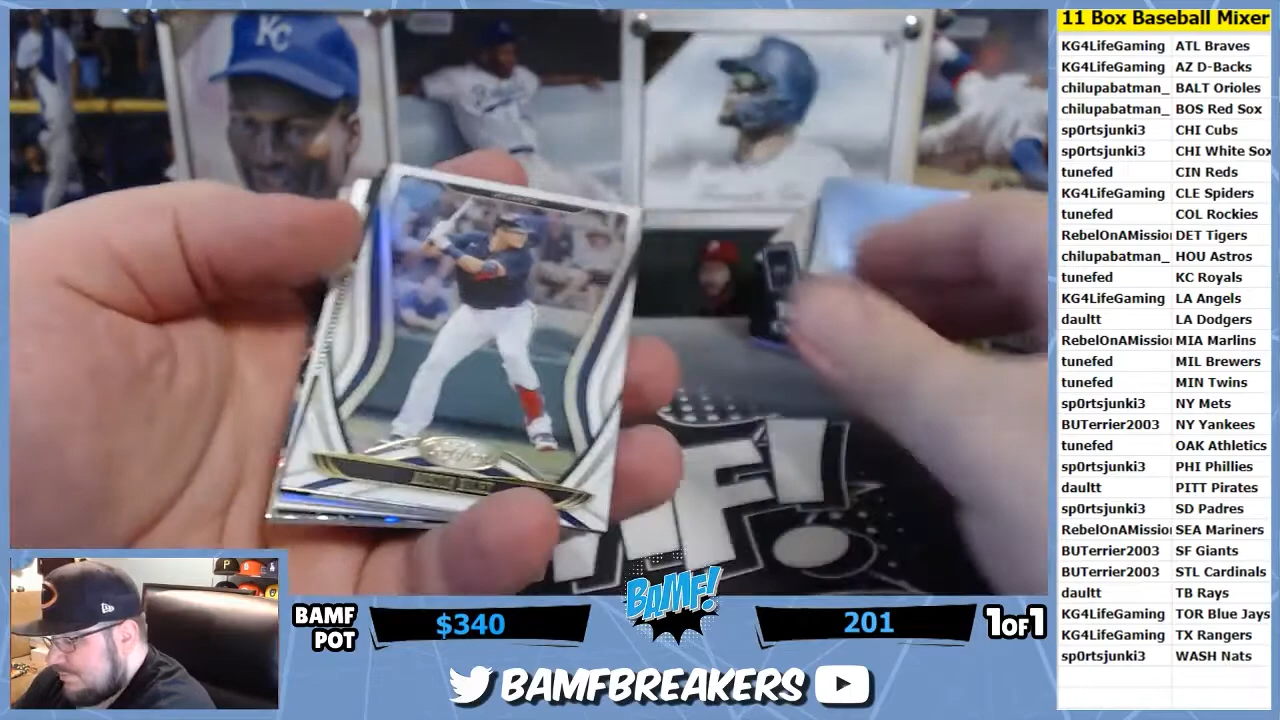 KC
11 Box Baseball Mixer
KG4LifeGaming ATL Braves
KG4LifeGaming AZ D-Backs
chilupabatman_ BALT Orioles
chilupabatman_ BOS Red Sox
sp0rtsjunki3 CHI Cubs
sp0rtsjunki3 CHI White Sox
tunefed CIN Reds
KG4LifeGaming CLE Spiders
tunefed COL Rockies
RebelOnAMissio DET Tigers
chilupabatman_ HOU Astros
tunefed KC Royals
KG4LifeGaming LA Angels
daultt LA Dodgers
RebelOnAMissio MIA Marlins
tunefed MIL Brewers
tunefed MIN Twins
sp0rtsjunki3 NY Mets
BUTerrier2003 NY Yankees
tunefed OAK Athletics
sp0rtsjunki3 PHI Phillies
daultt PITT Pirates
sp0rtsjunki3 SD Padres
RebelOnAMissio SEA Mariners
BUTerrier2003 SF Giants
BUTerrier2003 STL Cardinals
daultt TB Rays
KG4LifeGaming TOR Blue Jays
KG4LifeGaming TX Rangers
sp0rtsjunki3 WASH Nats
BAMF POT
$340
BAMF!
201
1OF1
BAMFBREAKERS